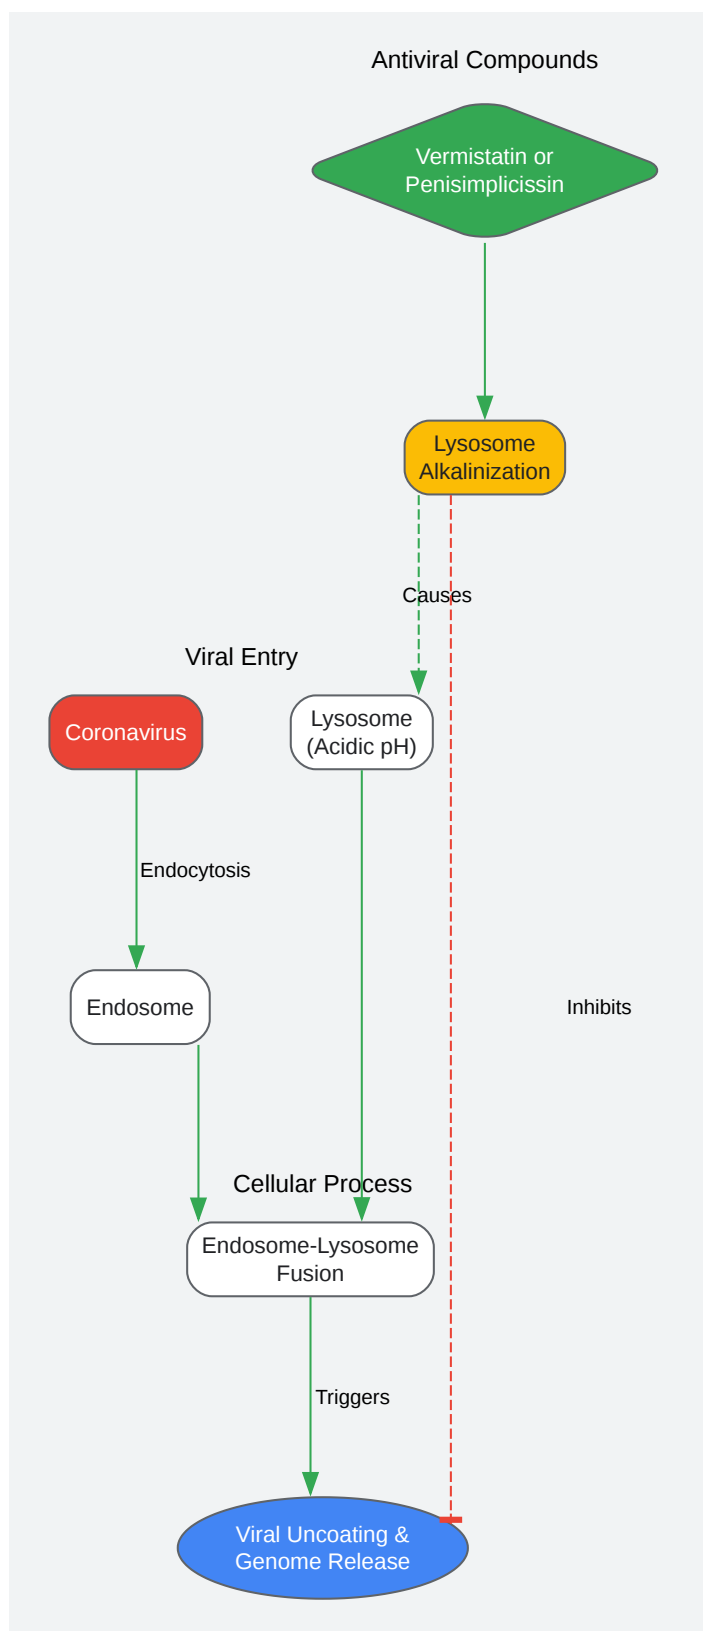 Antiviral Compounds
Vermistatin or
Penisimplicissin
Lysosome
Alkalinization
Causes
Viral Entry
Coronavirus
Lysosome
(Acidic pH)
Endocytosis
Endosome
Inhibits
Cellular Process
Endosome-Lysosome
Fusion
Triggers
Viral Uncoating &
Genome Release